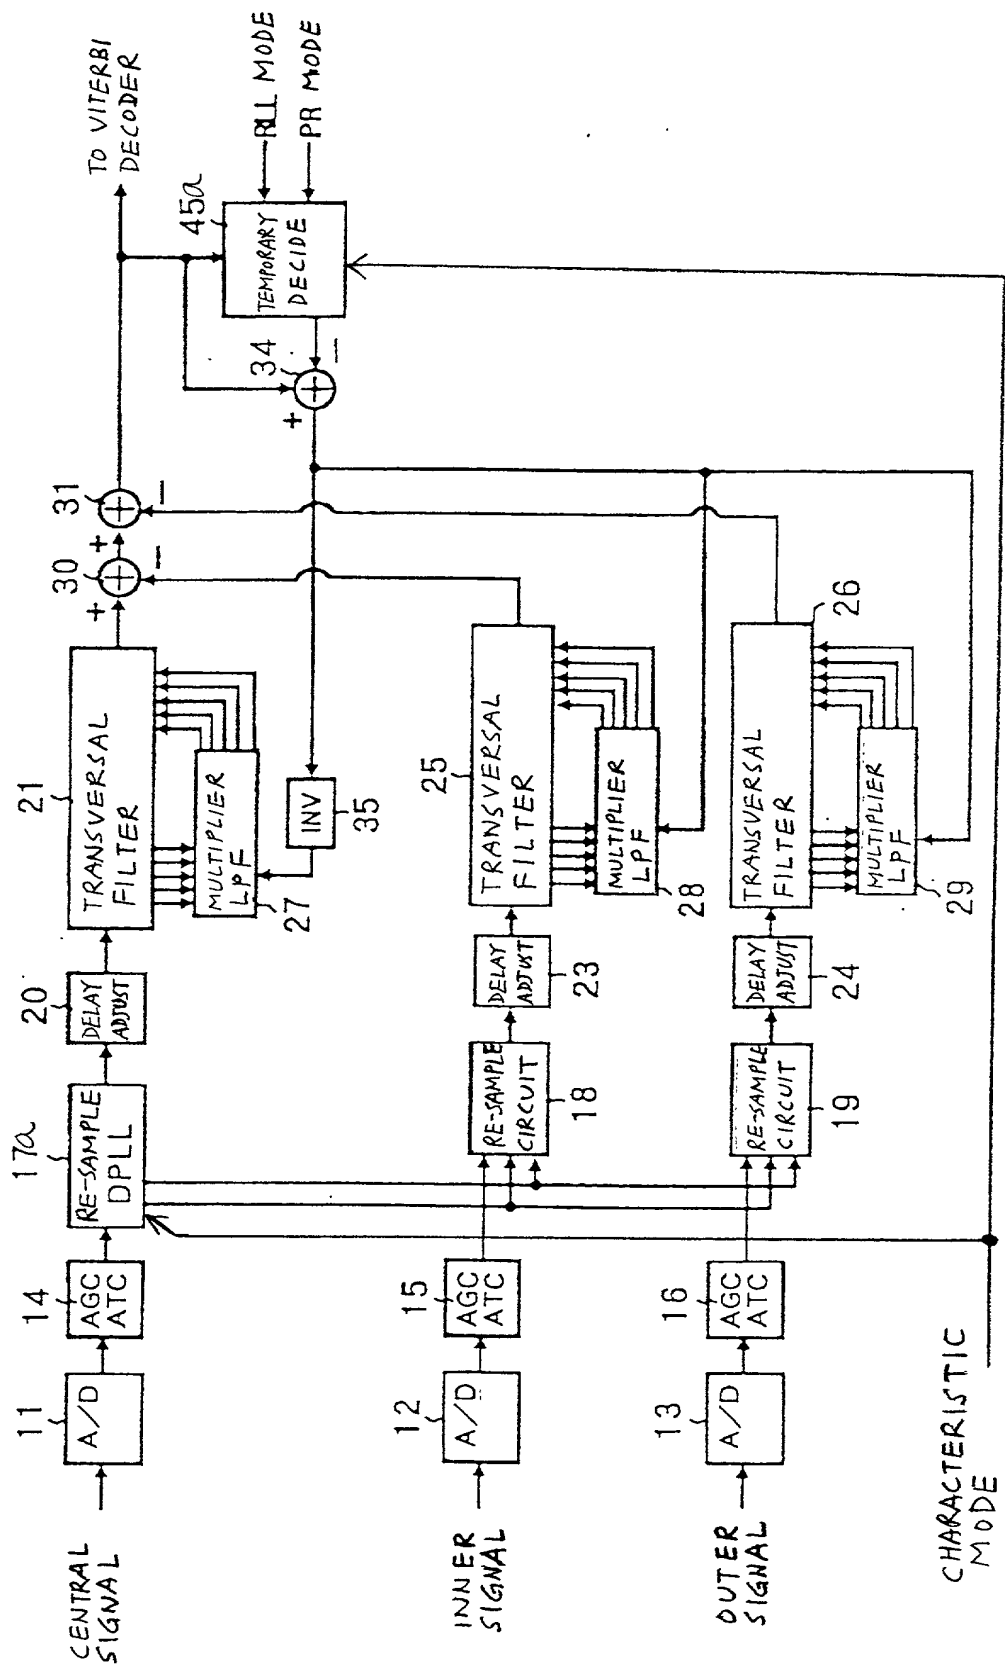 TO VITERBI
DECODER
RLL MODE
PR MODE
45a
TEMPORARY
DECIDE
34
−
+
31
30
+
−
+
−
21
TRANSVERSAL
FILTER
MULTIPLIER
LPF
27
INV
35
20
DELAY
ADJUST
17a
RE-SAMPLE
DPLL
14
AGC
ATC
11
A/D
CENTRAL
SIGNAL
25
TRANSVERSAL
FILTER
MULTIPLIER
LPF
28
DELAY
ADJUST
23
RE-SAMPLE
CIRCUIT
18
15
AGC
ATC
12
A/D
INNER
SIGNAL
26
TRANSVERSAL
FILTER
MULTIPLIER
LPF
29
DELAY
ADJUST
24
RE-SAMPLE
CIRCUIT
19
16
AGC
ATC
13
A/D
OUTER
SIGNAL
CHARACTERISTIC
MODE